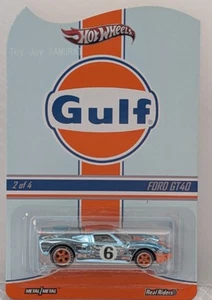 Hot Wheels
Gulf
2 of 4
FORD GT40
6
METAL/METAL
Real Riders